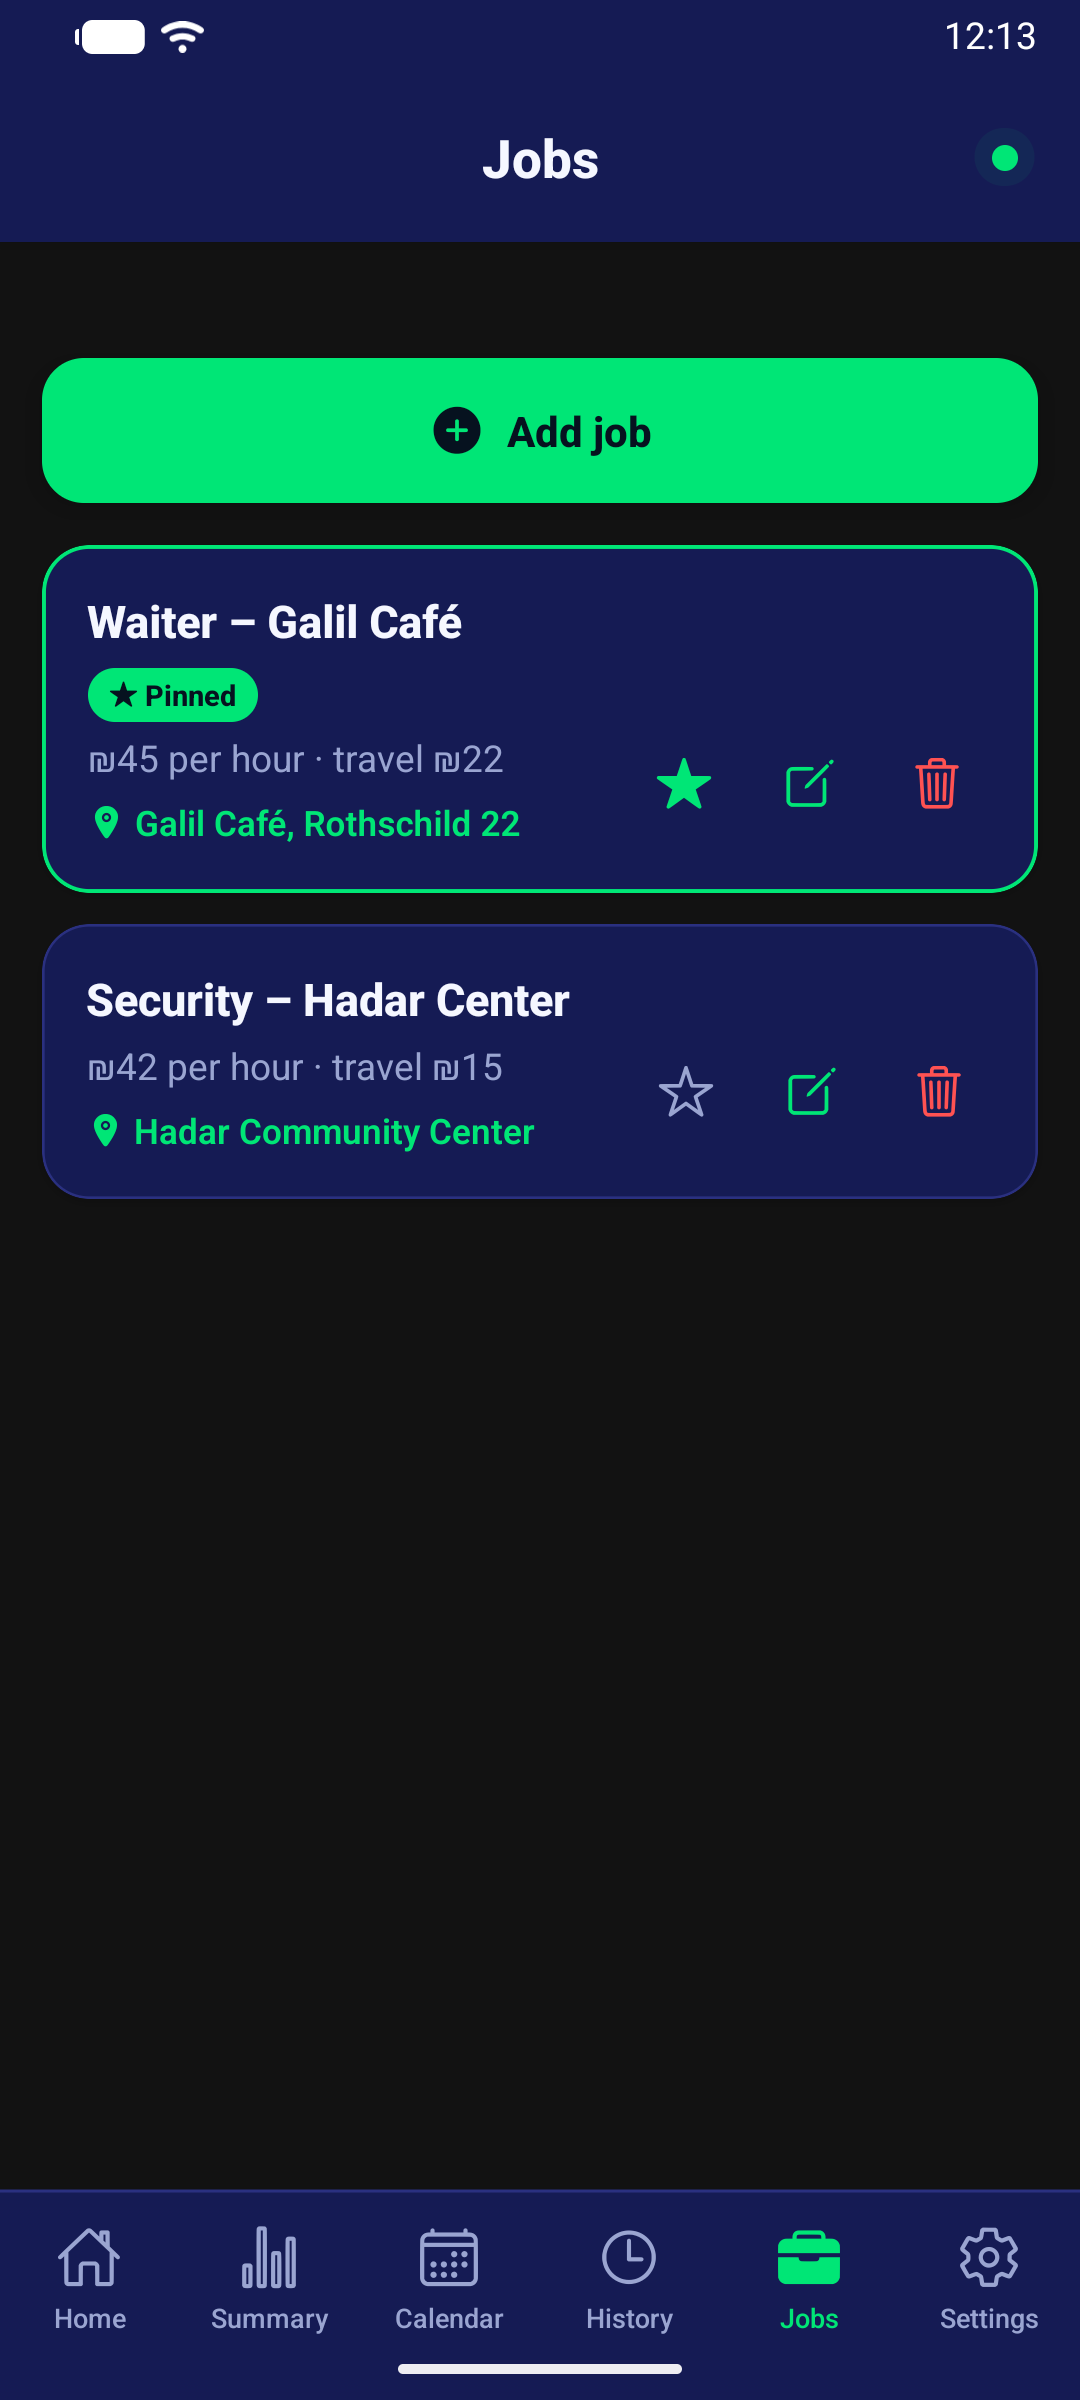 12:13
Jobs
Add job
Waiter – Galil Café
★ Pinned
₪45 per hour · travel ₪22
Galil Café, Rothschild 22
Security – Hadar Center
₪42 per hour · travel ₪15
Hadar Community Center
Home Summary Calendar History Jobs Settings